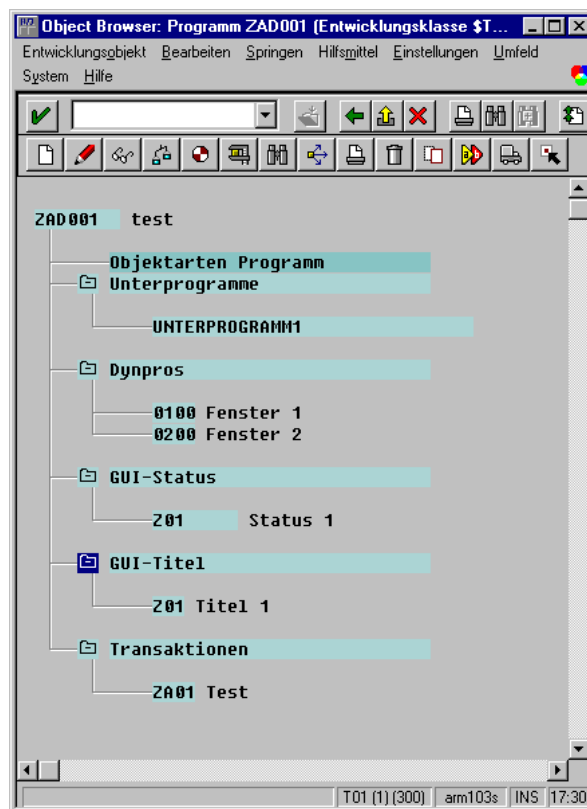 Object Browser: Programm ZAD001 (Entwicklungsklasse $T...
Entwicklungsobjekt Bearbeiten Springen Hilfsmittel Einstellungen Umfeld
System Hilfe
ZAD001 test
Objektarten Programm
Unterprogramme
UNTERPROGRAMM1
Dynpros
0100 Fenster 1
0200 Fenster 2
GUI-Status
Z01 Status 1
GUI-Titel
Z01 Titel 1
Transaktionen
ZA01 Test
T01 (1) (300) arm103s INS 17:30